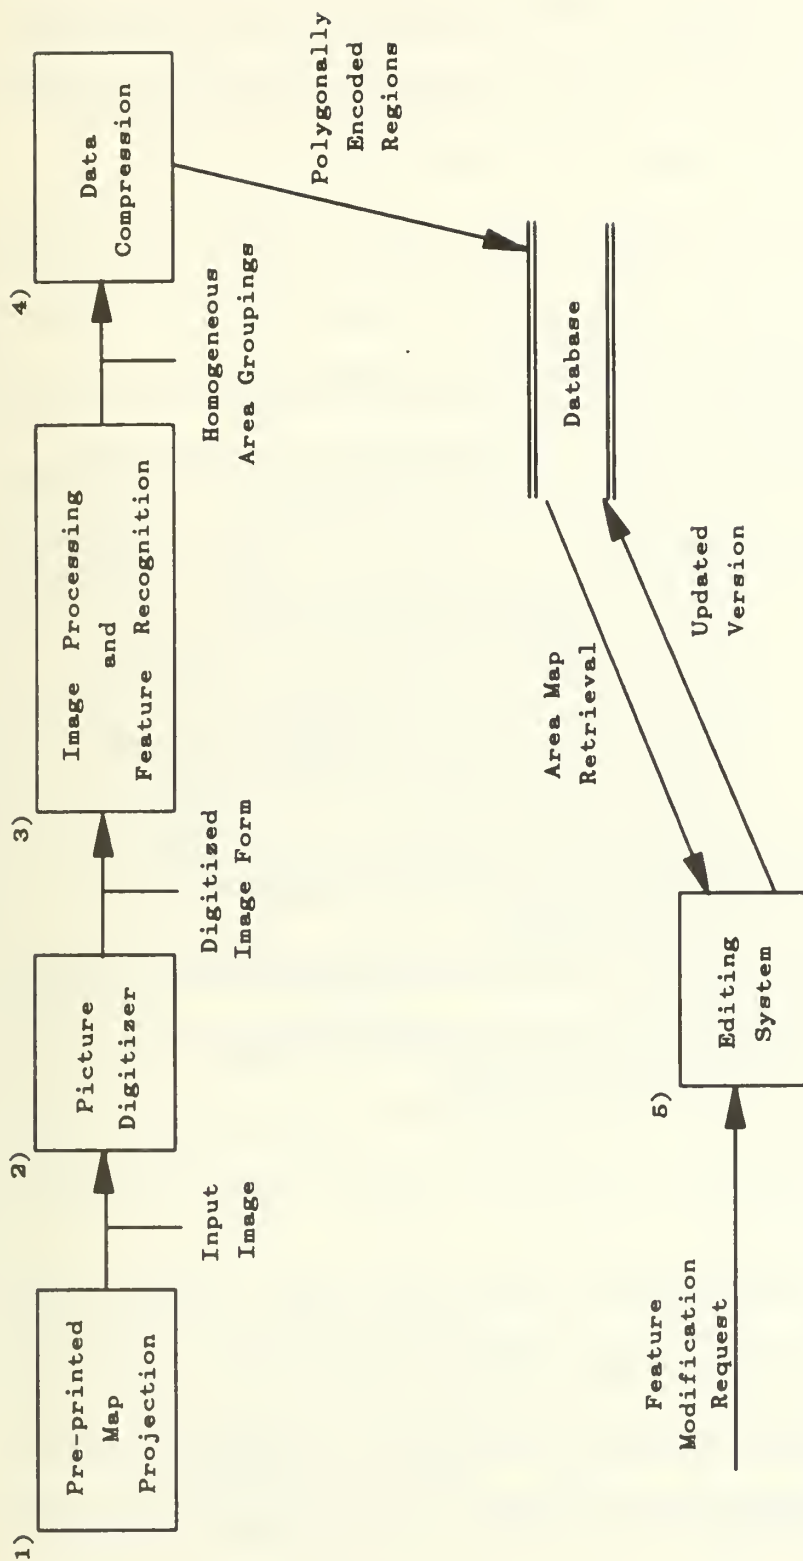 1)
Pre-printed
Map
Projection
Input
Image
2)
Picture
Digitizer
Digitized
Image Form
3)
Image Processing
and
Feature Recognition
Homogeneous
Area Groupings
4)
Data
Compression
Polygonally
Encoded
Regions
Database
Area Map
Retrieval
Updated
Version
5)
Editing
System
Feature
Modification
Request